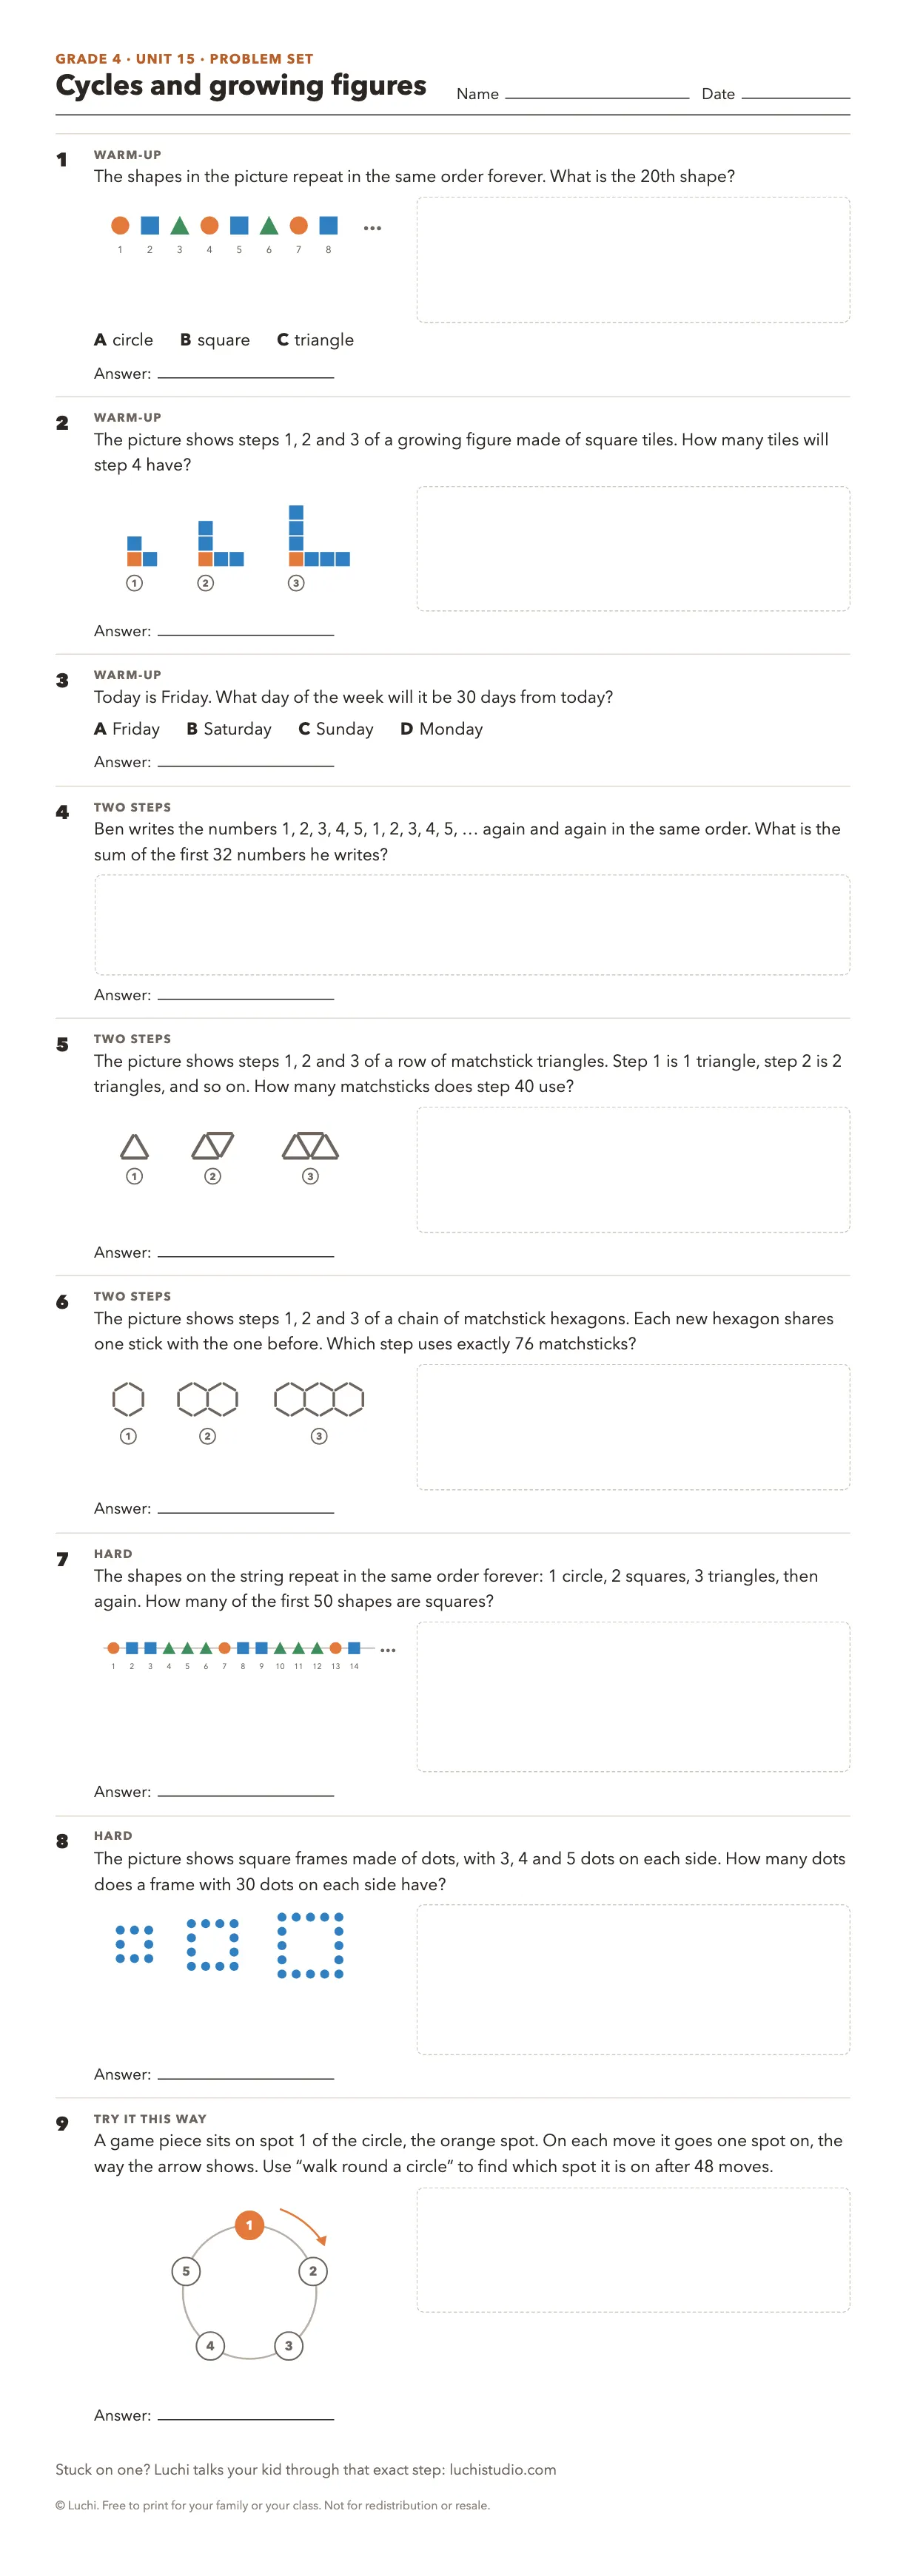 GRADE 4 · UNIT 15 · PROBLEM SET
Cycles and growing figures
Name Date
1
WARM-UP
The shapes in the picture repeat in the same order forever. What is the 20th shape?
1 2 3 4 5 6 7 8 ...
A circle B square C triangle
Answer:
2
WARM-UP
The picture shows steps 1, 2 and 3 of a growing figure made of square tiles. How many tiles will
step 4 have?
1 2 3
Answer:
3
WARM-UP
Today is Friday. What day of the week will it be 30 days from today?
A Friday B Saturday C Sunday D Monday
Answer:
4
TWO STEPS
Ben writes the numbers 1, 2, 3, 4, 5, 1, 2, 3, 4, 5, … again and again in the same order. What is the
sum of the first 32 numbers he writes?
Answer:
5
TWO STEPS
The picture shows steps 1, 2 and 3 of a row of matchstick triangles. Step 1 is 1 triangle, step 2 is 2
triangles, and so on. How many matchsticks does step 40 use?
1 2 3
Answer:
6
TWO STEPS
The picture shows steps 1, 2 and 3 of a chain of matchstick hexagons. Each new hexagon shares
one stick with the one before. Which step uses exactly 76 matchsticks?
1 2 3
Answer:
7
HARD
The shapes on the string repeat in the same order forever: 1 circle, 2 squares, 3 triangles, then
again. How many of the first 50 shapes are squares?
1 2 3 4 5 6 7 8 9 10 11 12 13 14 ...
Answer:
8
HARD
The picture shows square frames made of dots, with 3, 4 and 5 dots on each side. How many dots
does a frame with 30 dots on each side have?
Answer:
9
TRY IT THIS WAY
A game piece sits on spot 1 of the circle, the orange spot. On each move it goes one spot on, the
way the arrow shows. Use “walk round a circle” to find which spot it is on after 48 moves.
1
5 2
4 3
Answer:
Stuck on one? Luchi talks your kid through that exact step: luchistudio.com
© Luchi. Free to print for your family or your class. Not for redistribution or resale.